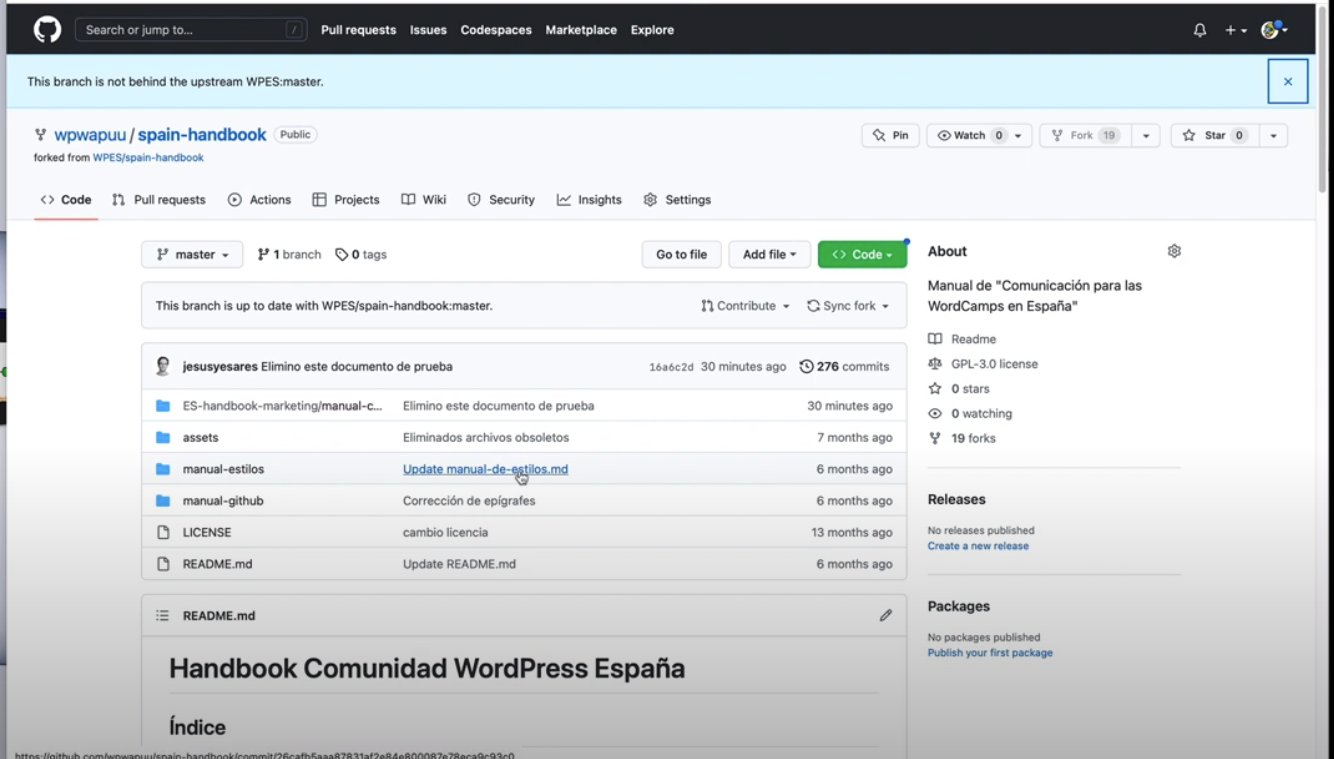 Search or jump to... / Pull requests Issues Codespaces Marketplace Explore
This branch is not behind the upstream WPES:master. ×
wpwapuu / spain-handbook Public
Pin Watch 0 Fork 19 Star 0
forked from WPES/spain-handbook
Code Pull requests Actions Projects Wiki Security Insights Settings
master 1 branch 0 tags Go to file Add file <> Code
This branch is up to date with WPES/spain-handbook:master. Contribute Sync fork
jesusyesares Elimino este documento de prueba 16a6c2d 30 minutes ago 276 commits
ES-handbook-marketing/manual-c... Elimino este documento de prueba 30 minutes ago
assets Eliminados archivos obsoletos 7 months ago
manual-estilos Update manual-de-estilos.md 6 months ago
manual-github Corrección de epígrafes 6 months ago
LICENSE cambio licencia 13 months ago
README.md Update README.md 6 months ago
README.md
Handbook Comunidad WordPress España
Índice
About
Manual de "Comunicación para las
WordCamps en España"
Readme
GPL-3.0 license
0 stars
0 watching
19 forks
Releases
No releases published
Create a new release
Packages
No packages published
Publish your first package